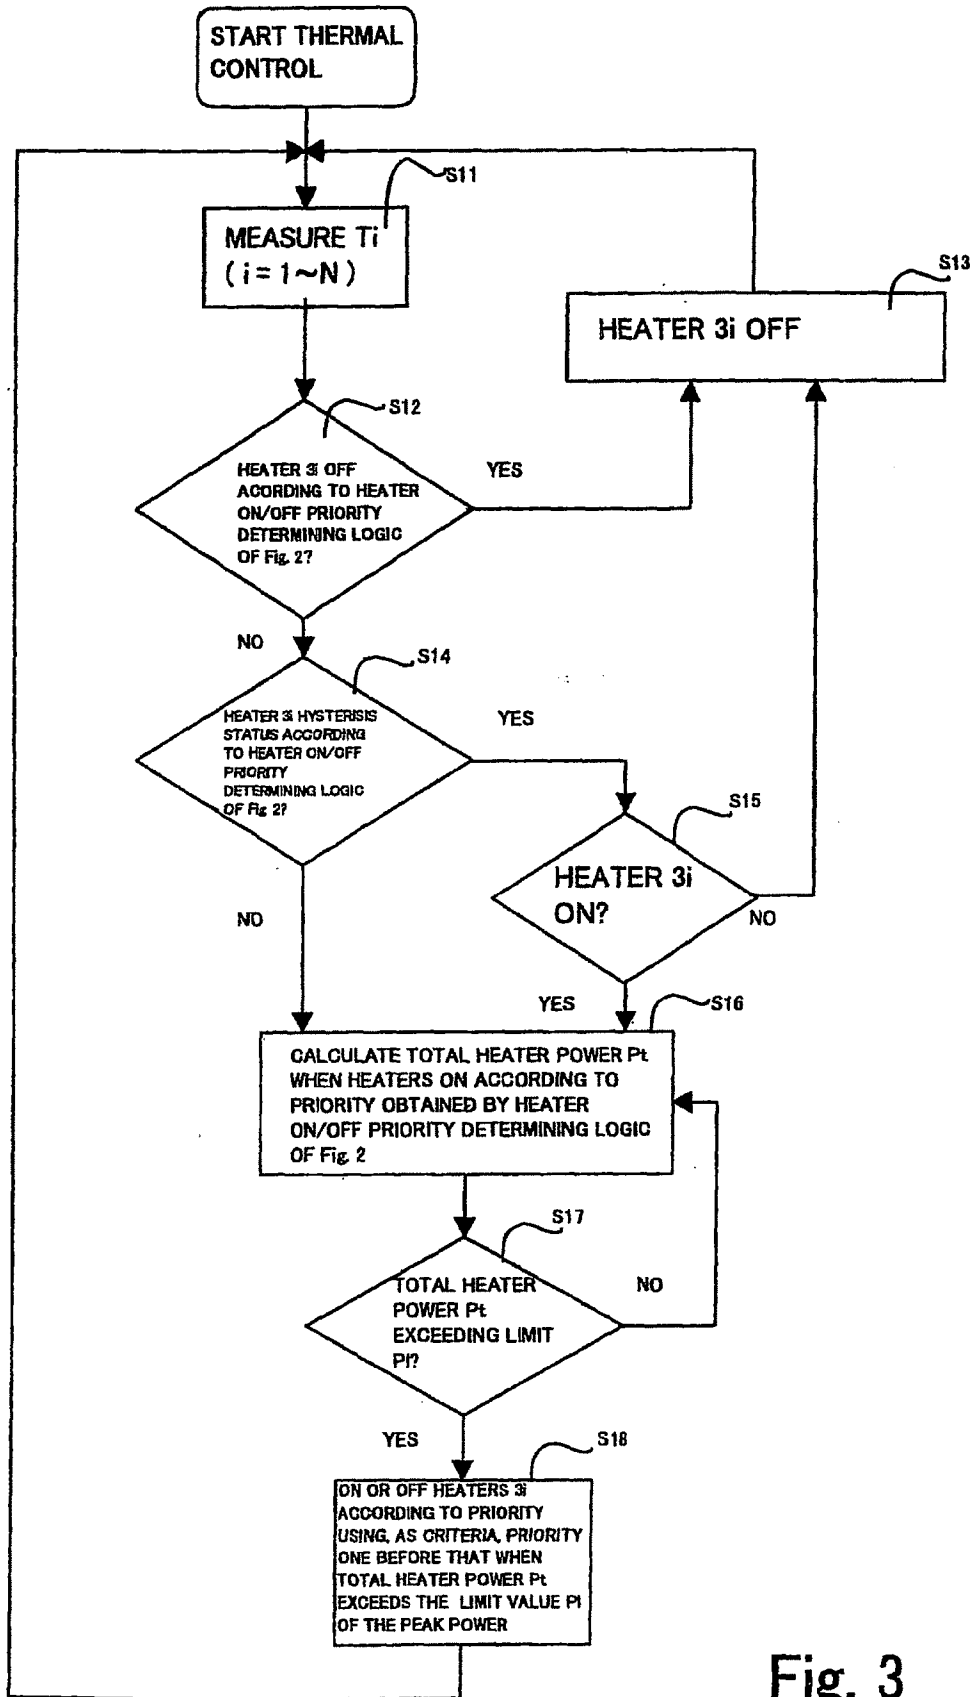 START THERMAL
CONTROL
S11
MEASURE Ti
( i = 1~N )
S13
HEATER 3i OFF
S12
HEATER 3i OFF
ACORDING TO HEATER
ON/OFF PRIORITY
DETERMINING LOGIC
OF Fig. 2?
YES
NO
S14
HEATER 3i HYSTERISIS
STATUS ACCORDING
TO HEATER ON/OFF
PRIORITY
DETERMINING LOGIC
OF Fig 2?
YES
S15
HEATER 3i
ON?
NO
NO
YES
S16
CALCULATE TOTAL HEATER POWER Pt
WHEN HEATERS ON ACCORDING TO
PRIORITY OBTAINED BY HEATER
ON/OFF PRIORITY DETERMINING LOGIC
OF Fig. 2
S17
TOTAL HEATER
POWER Pt
EXCEEDING LIMIT
Pl?
NO
YES
S18
ON OR OFF HEATERS 3i
ACCORDING TO PRIORITY
USING, AS CRITERIA, PRIORITY
ONE BEFORE THAT WHEN
TOTAL HEATER POWER Pt
EXCEEDS THE LIMIT VALUE Pl
OF THE PEAK POWER
Fig. 3